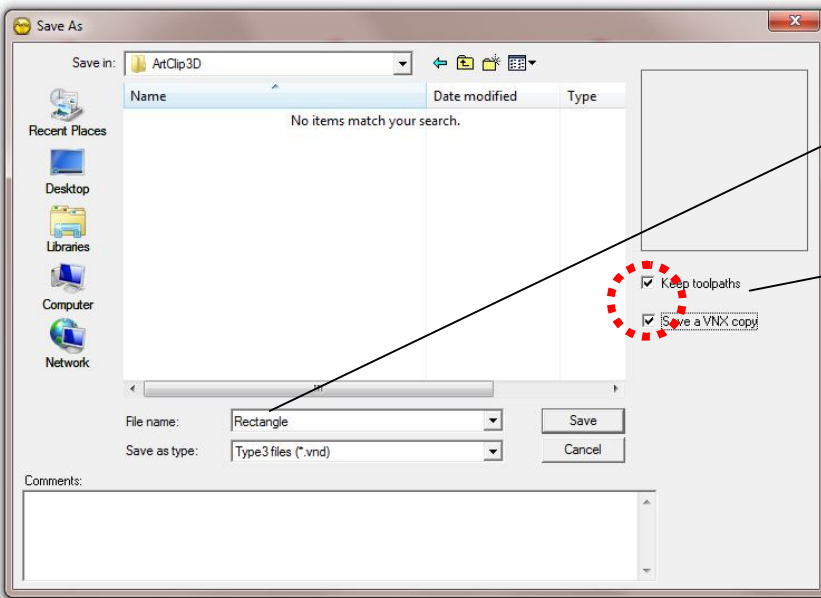 Save As
Save in: ArtClip3D
Name Date modified Type
No items match your search.
Recent Places
Desktop
Libraries
Computer
Network
Keep toolpaths
Save a VNX copy
File name: Rectangle Save
Save as type: Type3 files (*.vnd) Cancel
Comments: